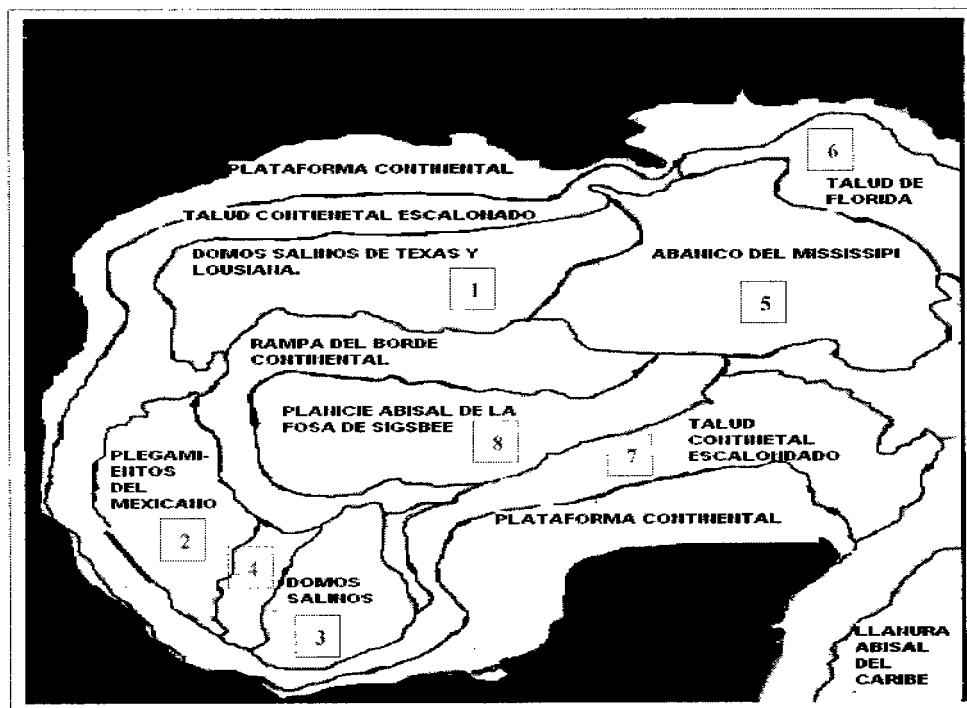 6
PLATAFORMA CONTINENTAL
TALUD DE
FLORIDA
TALUD CONTIENETAL ESCALONADO
DOMOS SALINOS DE TEXAS Y
LOUSIANA.
1
ABANICO DEL MISSISSIPI
5
RAMPA DEL BORDE
CONTINENTAL
PLANICIE ABISAL DE LA
FOSA DE SIGSBEE
8
TALUD
CONTINETAL
ESCALONDADO
7
PLEGAMI-
ENTOS
DEL
MEXICANO
2
PLATAFORMA CONTINENTAL
4
DOMOS
SALINOS
3
LLANURA
ABISAL
DEL
CARIBE